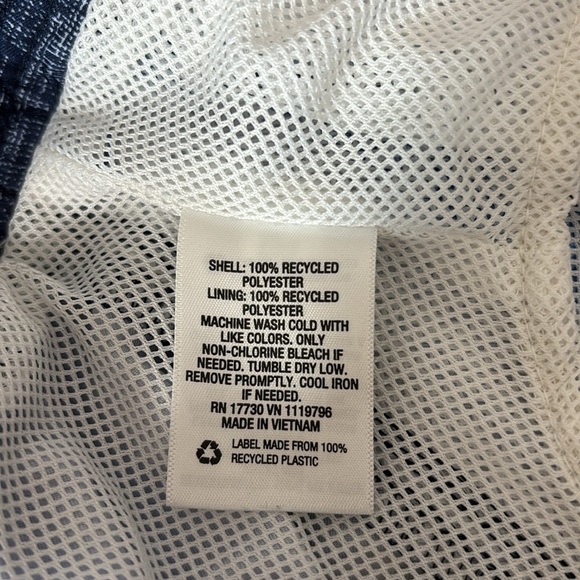 SHELL: 100% RECYCLED
POLYESTER
LINING: 100% RECYCLED
POLYESTER
MACHINE WASH COLD WITH
LIKE COLORS. ONLY
NON-CHLORINE BLEACH IF
NEEDED. TUMBLE DRY LOW.
REMOVE PROMPTLY. COOL IRON
IF NEEDED.
RN 17730 VN 1119796
MADE IN VIETNAM
LABEL MADE FROM 100%
RECYCLED PLASTIC